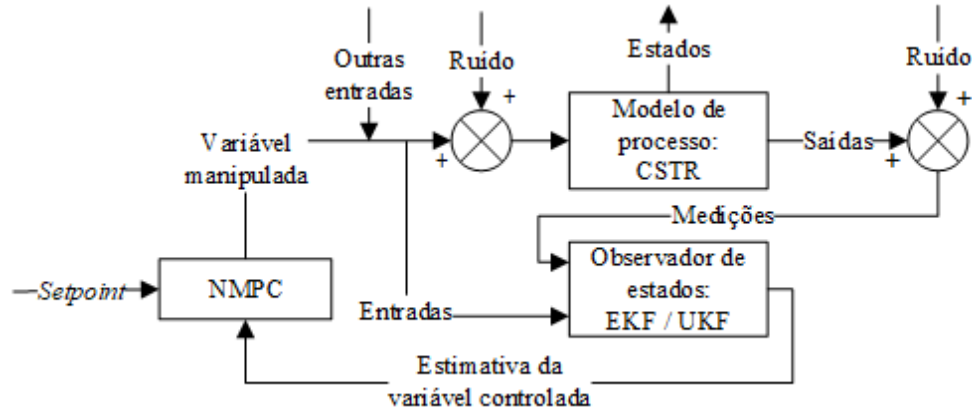 Outras
entradas
Ruído
Estados
Ruído
Variável
manipulada
+
+
Modelo de
processo:
CSTR
Saídas
+
+
Medições
Setpoint
NMPC
Entradas
Observador de
estados:
EKF / UKF
Estimativa da
variável controlada